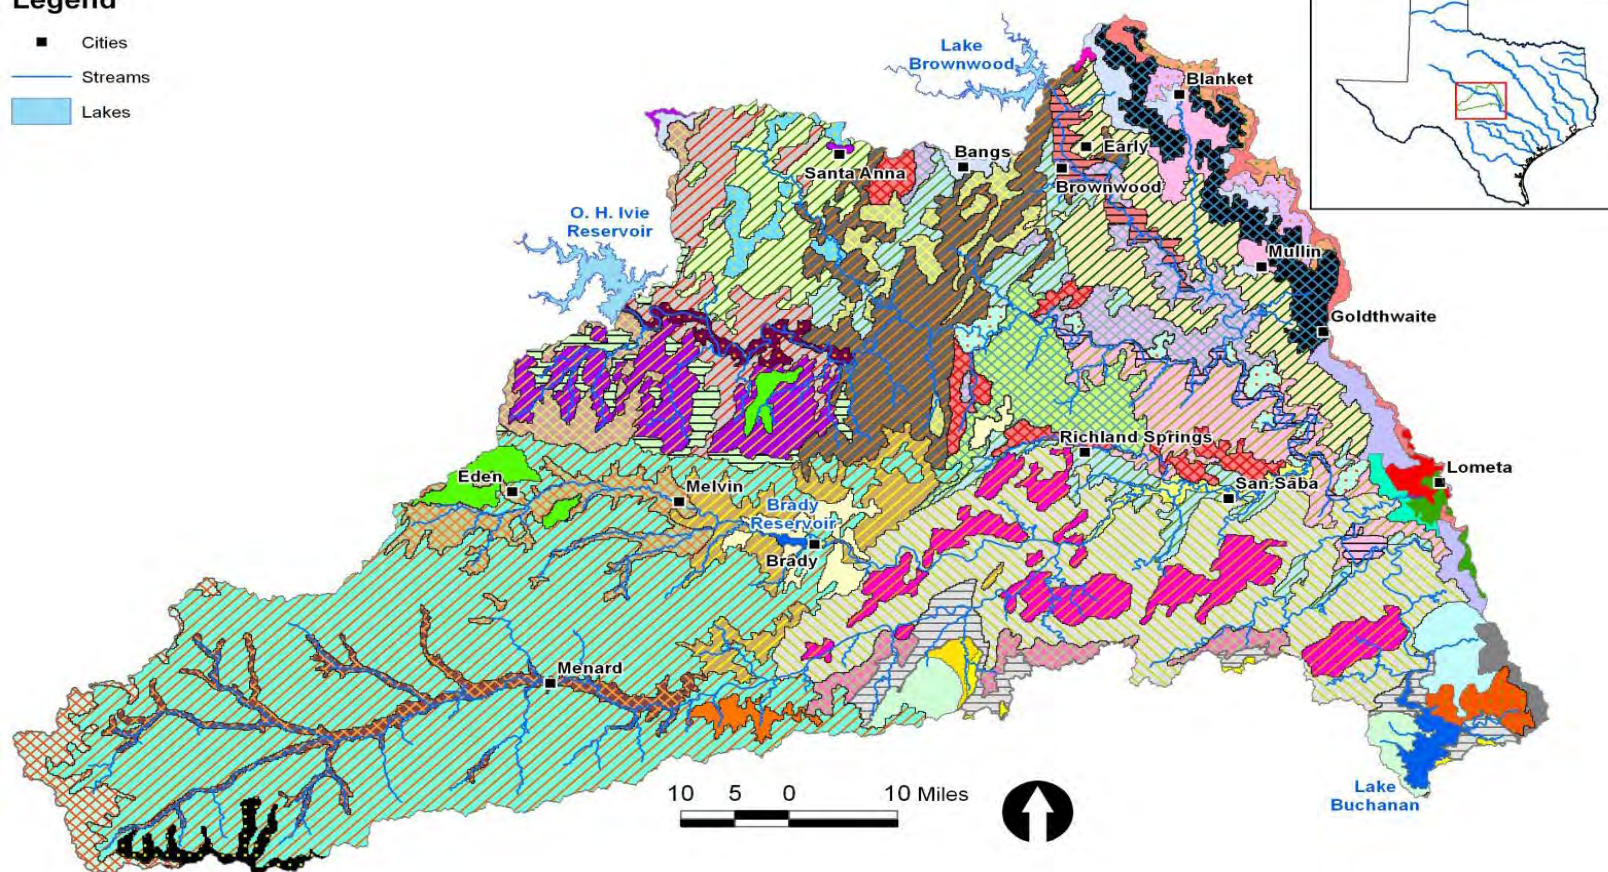 Legend
Cities
Streams
Lakes
Lake
Brownwood
Blanket
Early
Bangs
Santa Anna
Brownwood
O. H. Ivie
Reservoir
Mullin
Goldthwaite
Richland Springs
Lometa
Eden
Melvin
San Saba
Brady
Reservoir
Brady
Menard
Lake
Buchanan
10 5 0 10 Miles